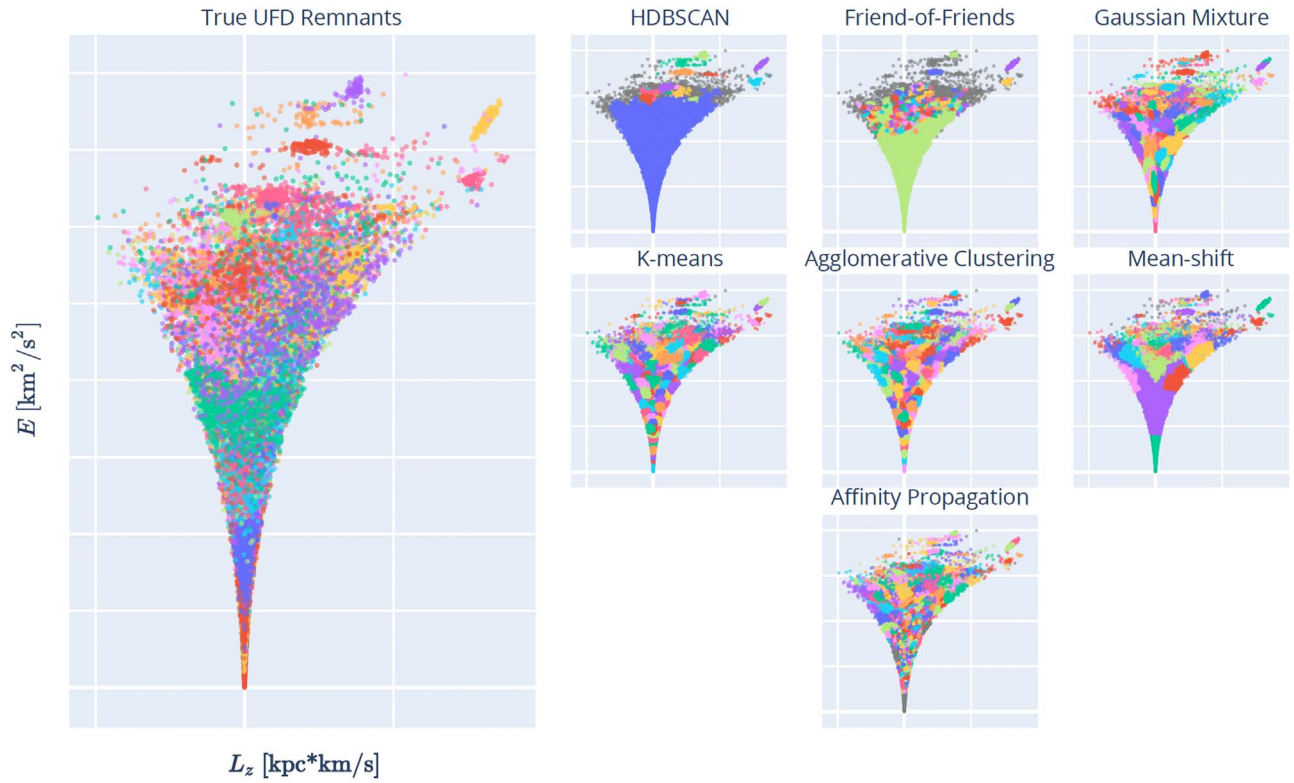 True UFD Remnants
HDBSCAN
Friend-of-Friends
Gaussian Mixture
K-means
Agglomerative Clustering
Mean-shift
Affinity Propagation
E [km² /s²]
L_z [kpc*km/s]